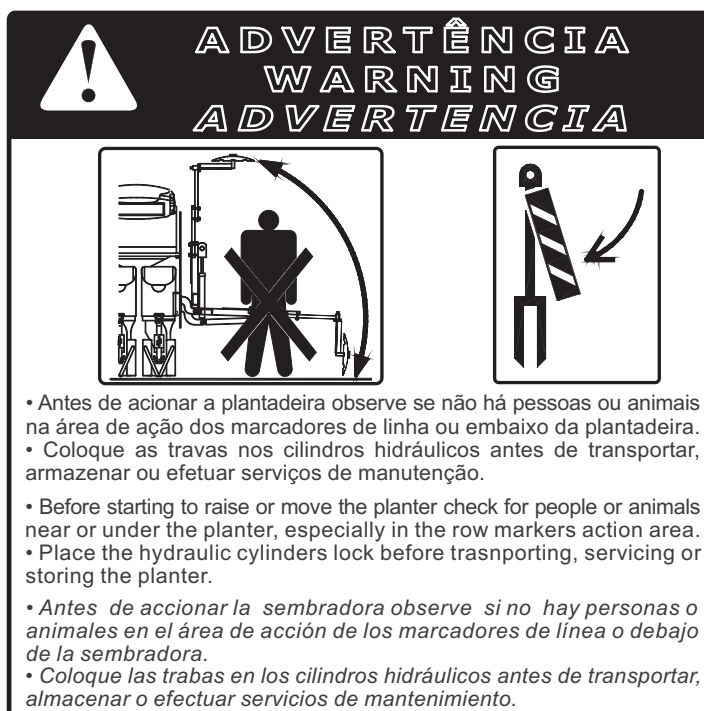 ADVERTÊNCIA
WARNING
ADVERTENCIA
• Antes de acionar a plantadeira observe se não há pessoas ou animais
na área de ação dos marcadores de linha ou embaixo da plantadeira.
• Coloque as travas nos cilindros hidráulicos antes de transportar,
armazenar ou efetuar serviços de manutenção.
• Before starting to raise or move the planter check for people or animals
near or under the planter, especially in the row markers action area.
• Place the hydraulic cylinders lock before trasnporting, servicing or
storing the planter.
• Antes de accionar la sembradora observe si no hay personas o
animales en el área de acción de los marcadores de línea o debajo
de la sembradora.
• Coloque las trabas en los cilindros hidráulicos antes de transportar,
almacenar o efectuar servicios de mantenimiento.